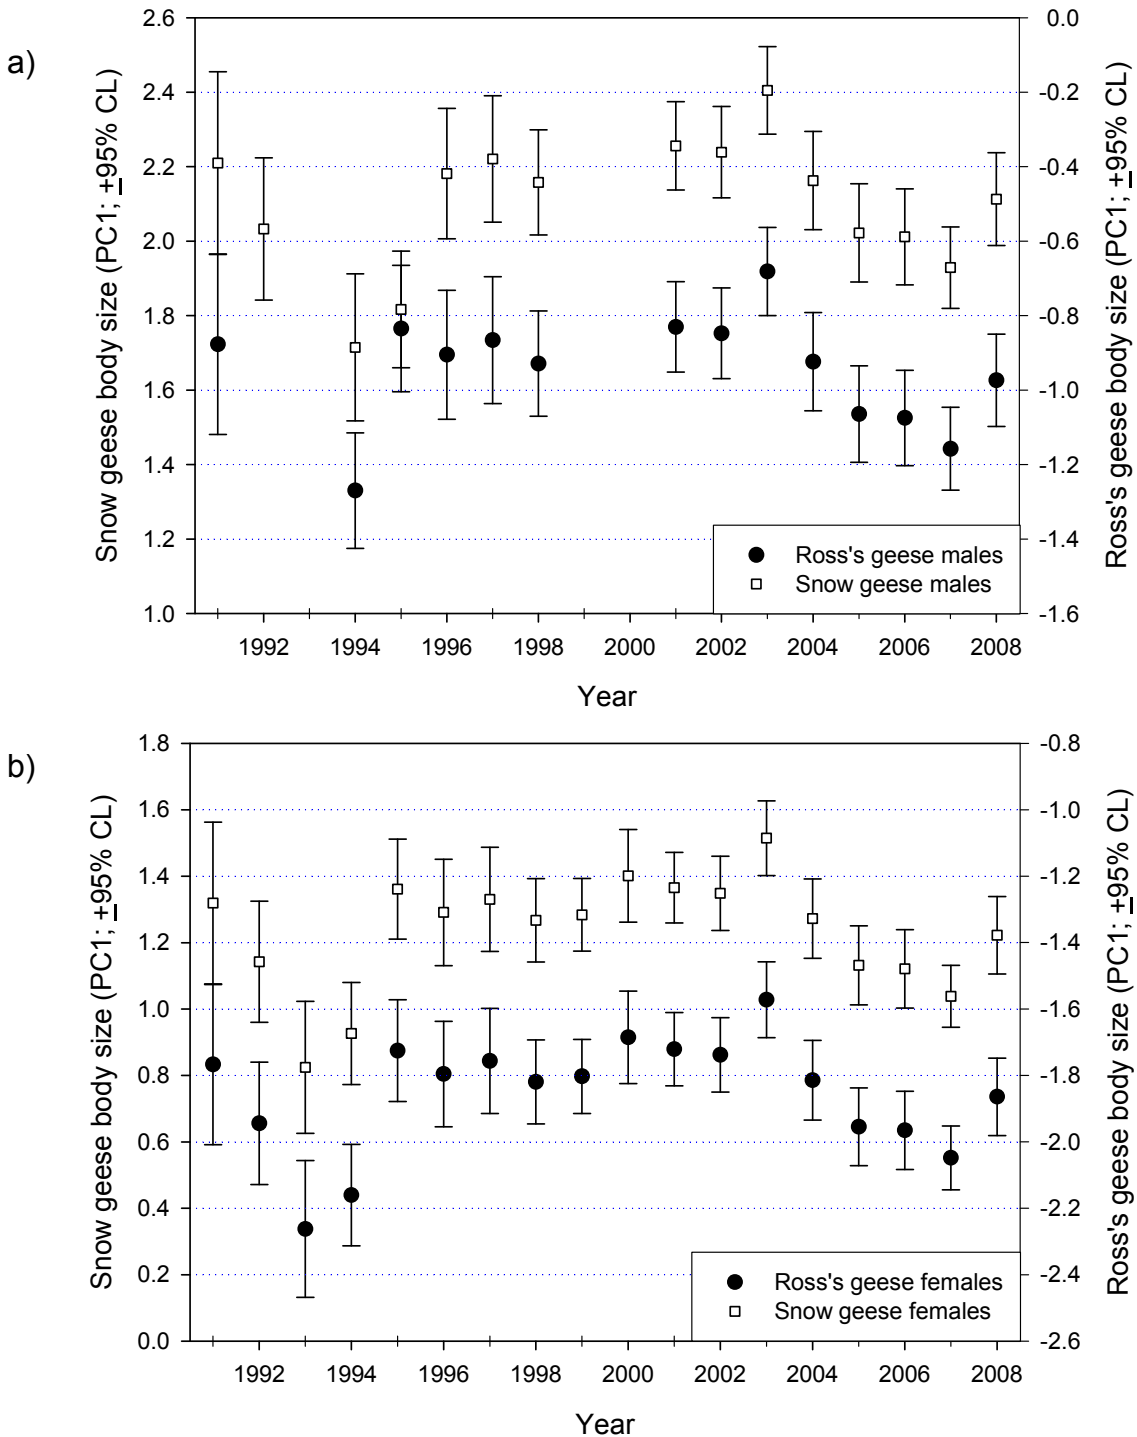 a)
Snow geese body size (PC1; ±95% CL)
2.6
2.4
2.2
2.0
1.8
1.6
1.4
1.2
1.0
0.0
-0.2
-0.4
-0.6
-0.8
-1.0
-1.2
-1.4
-1.6
Ross's geese body size (PC1; ±95% CL)
Ross's geese males
Snow geese males
1992 1994 1996 1998 2000 2002 2004 2006 2008
Year
b)
Snow geese body size (PC1; ±95% CL)
1.8
1.6
1.4
1.2
1.0
0.8
0.6
0.4
0.2
0.0
-0.8
-1.0
-1.2
-1.4
-1.6
-1.8
-2.0
-2.2
-2.4
-2.6
Ross's geese body size (PC1; ±95% CL)
Ross's geese females
Snow geese females
1992 1994 1996 1998 2000 2002 2004 2006 2008
Year